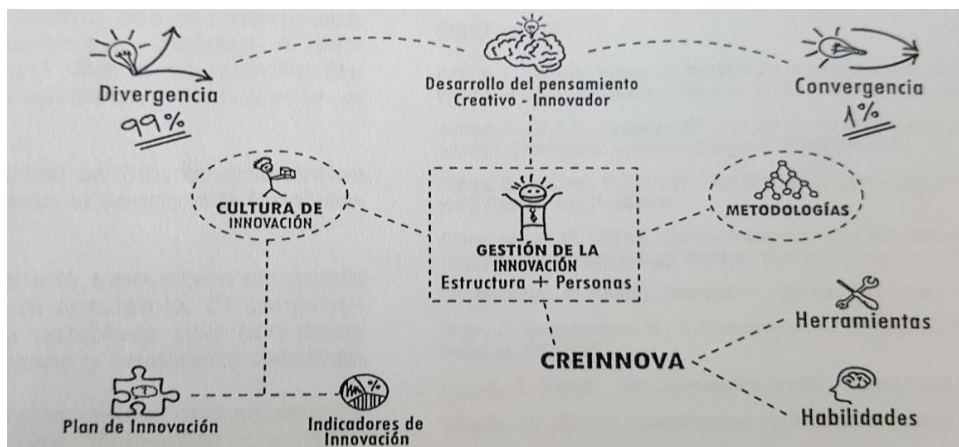 Divergencia
99%
Desarrollo del pensamiento
Creativo - Innovador
Convergencia
1%
CULTURA DE
INNOVACIÓN
GESTIÓN DE LA
INNOVACIÓN
Estructura + Personas
METODOLOGÍAS
CREINNOVA
Herramientas
Habilidades
Plan de Innovación
Indicadores de
Innovación
%